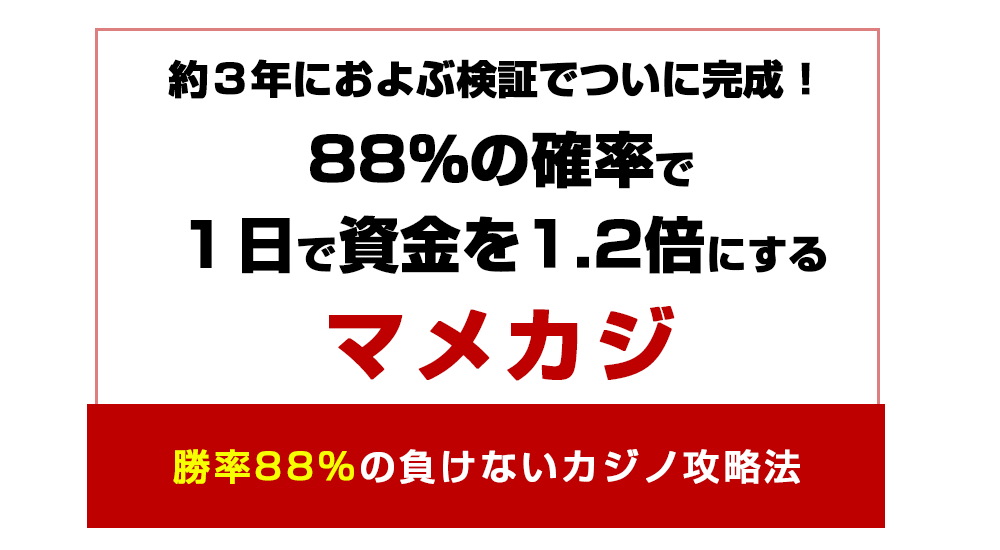 約３年におよぶ検証でついに完成！
88%の確率で
１日で資金を1.2倍にする
マメカジ
勝率88%の負けないカジノ攻略法